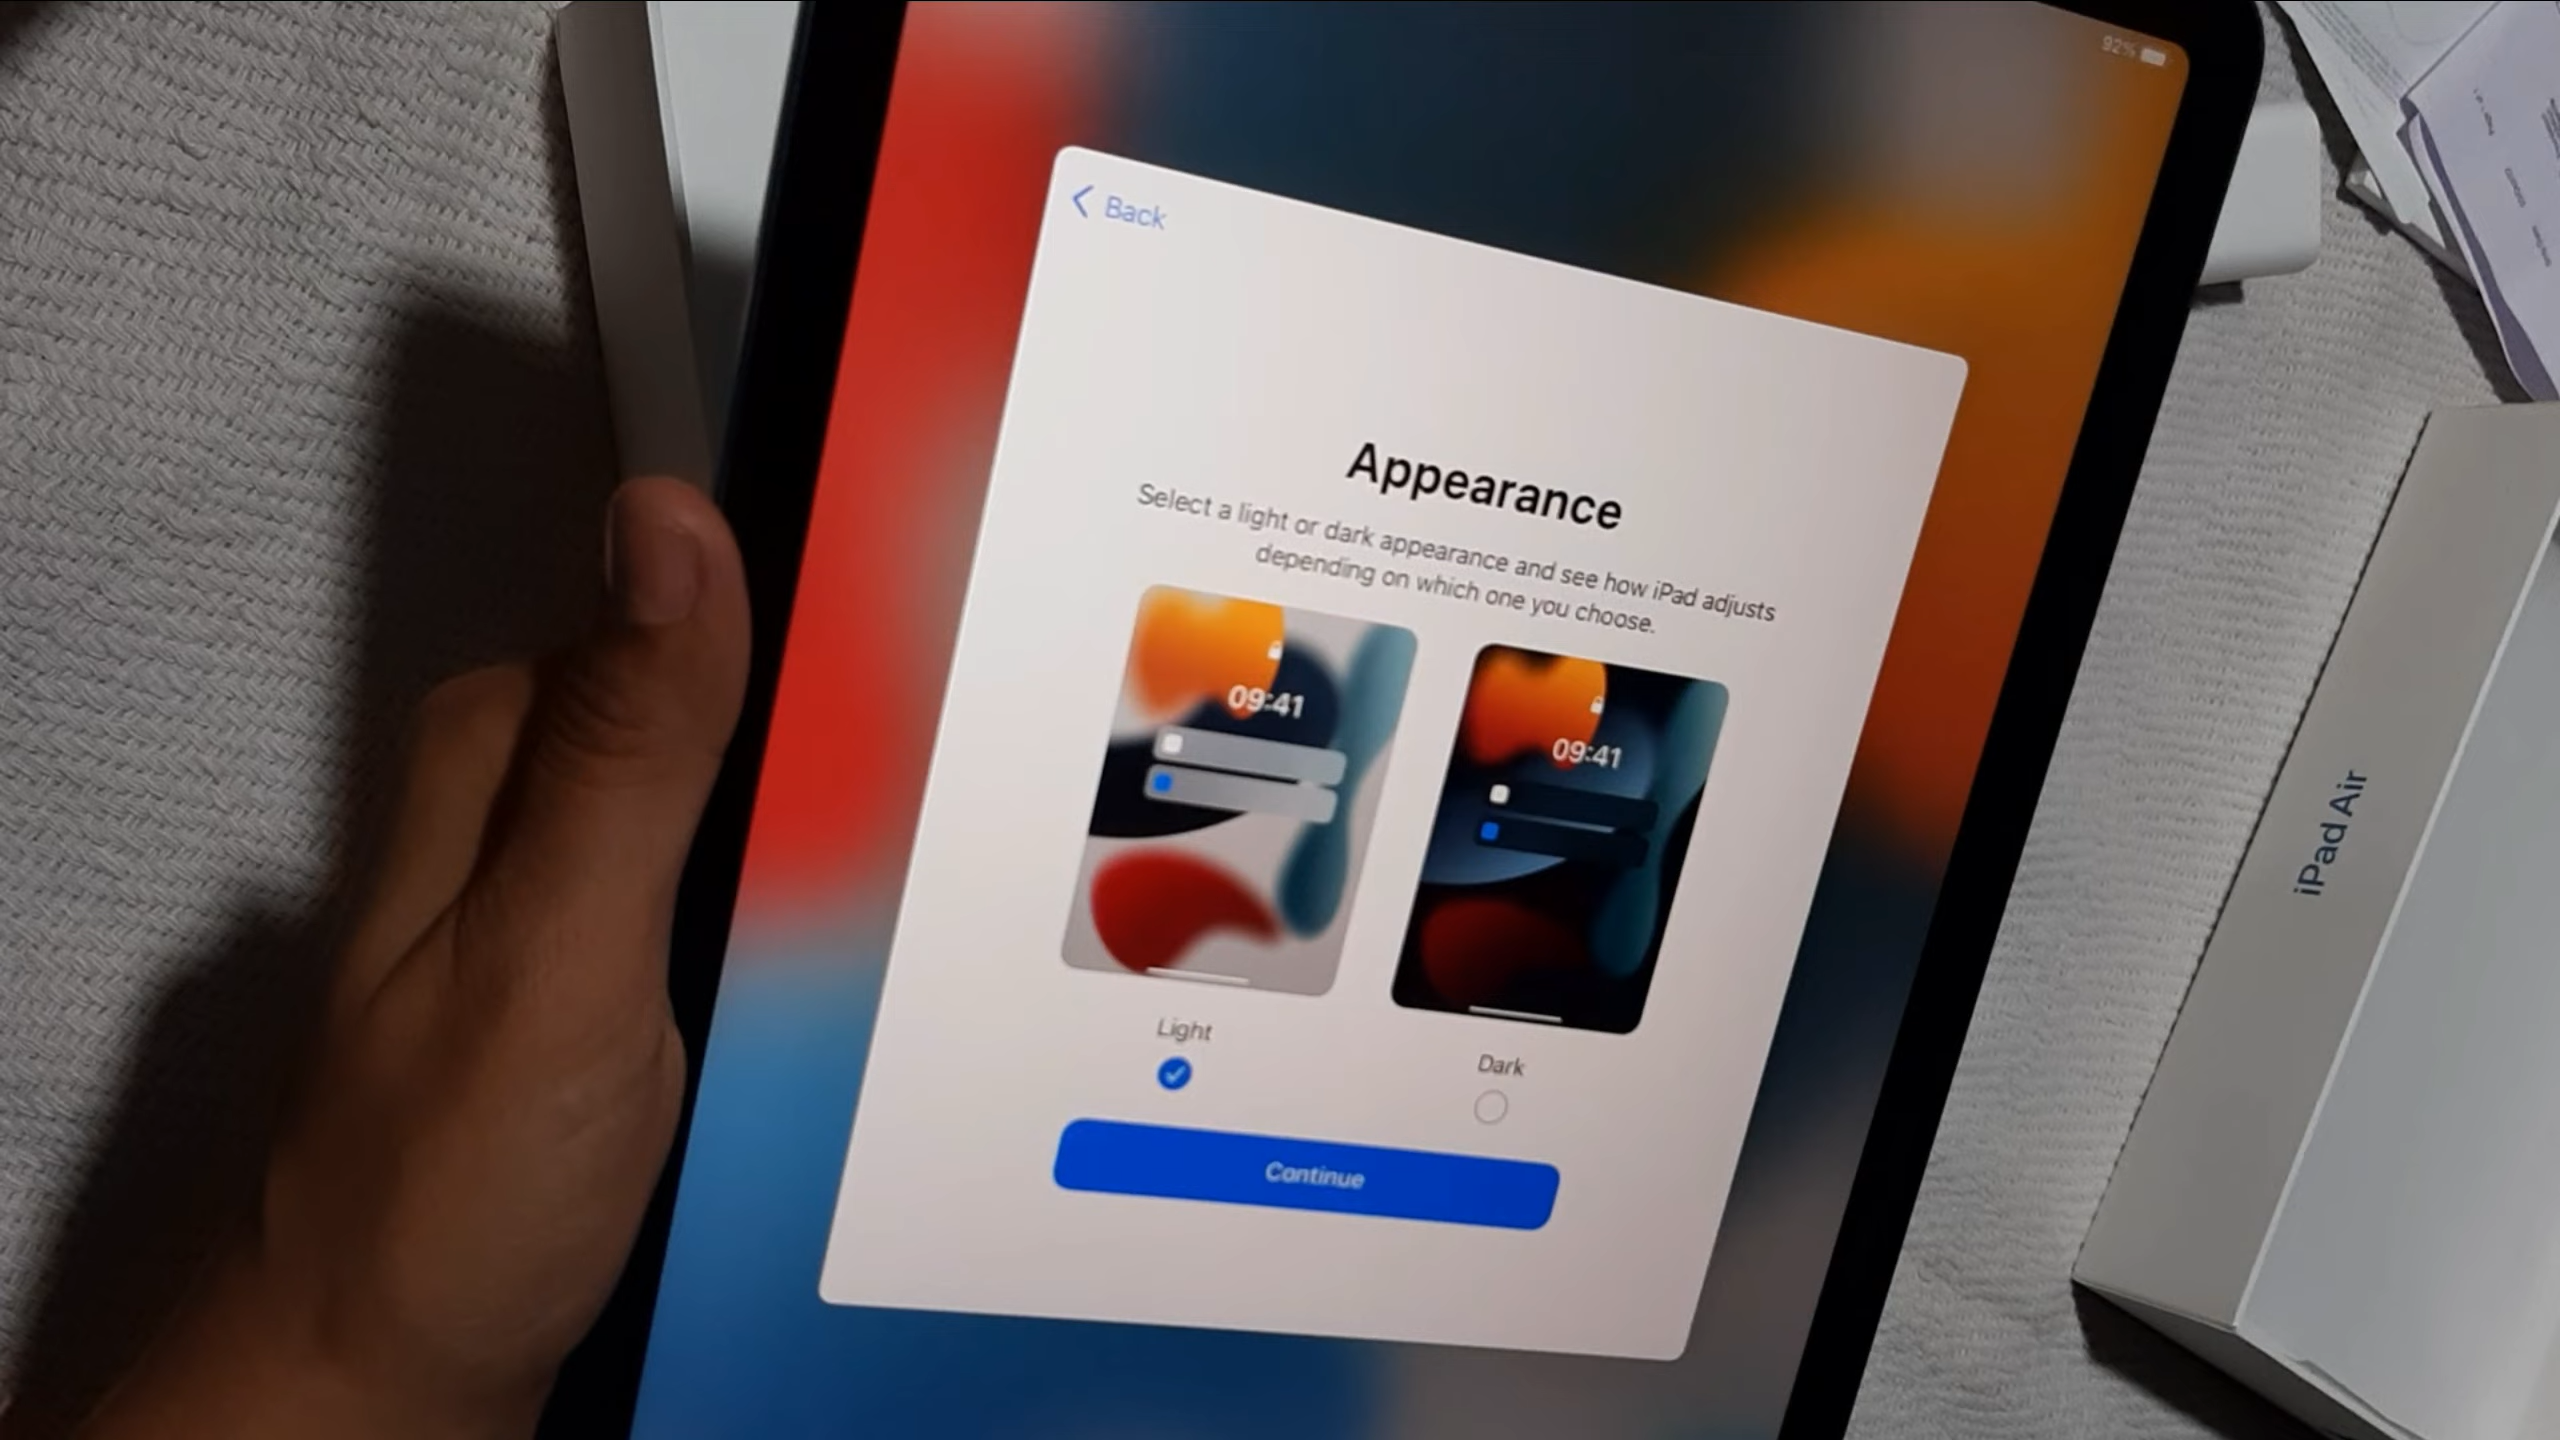 92%
Back
Appearance
Select a light or dark appearance and see how iPad adjusts
depending on which one you choose.
09:41
09:41
Light
Dark
Continue
iPad Air